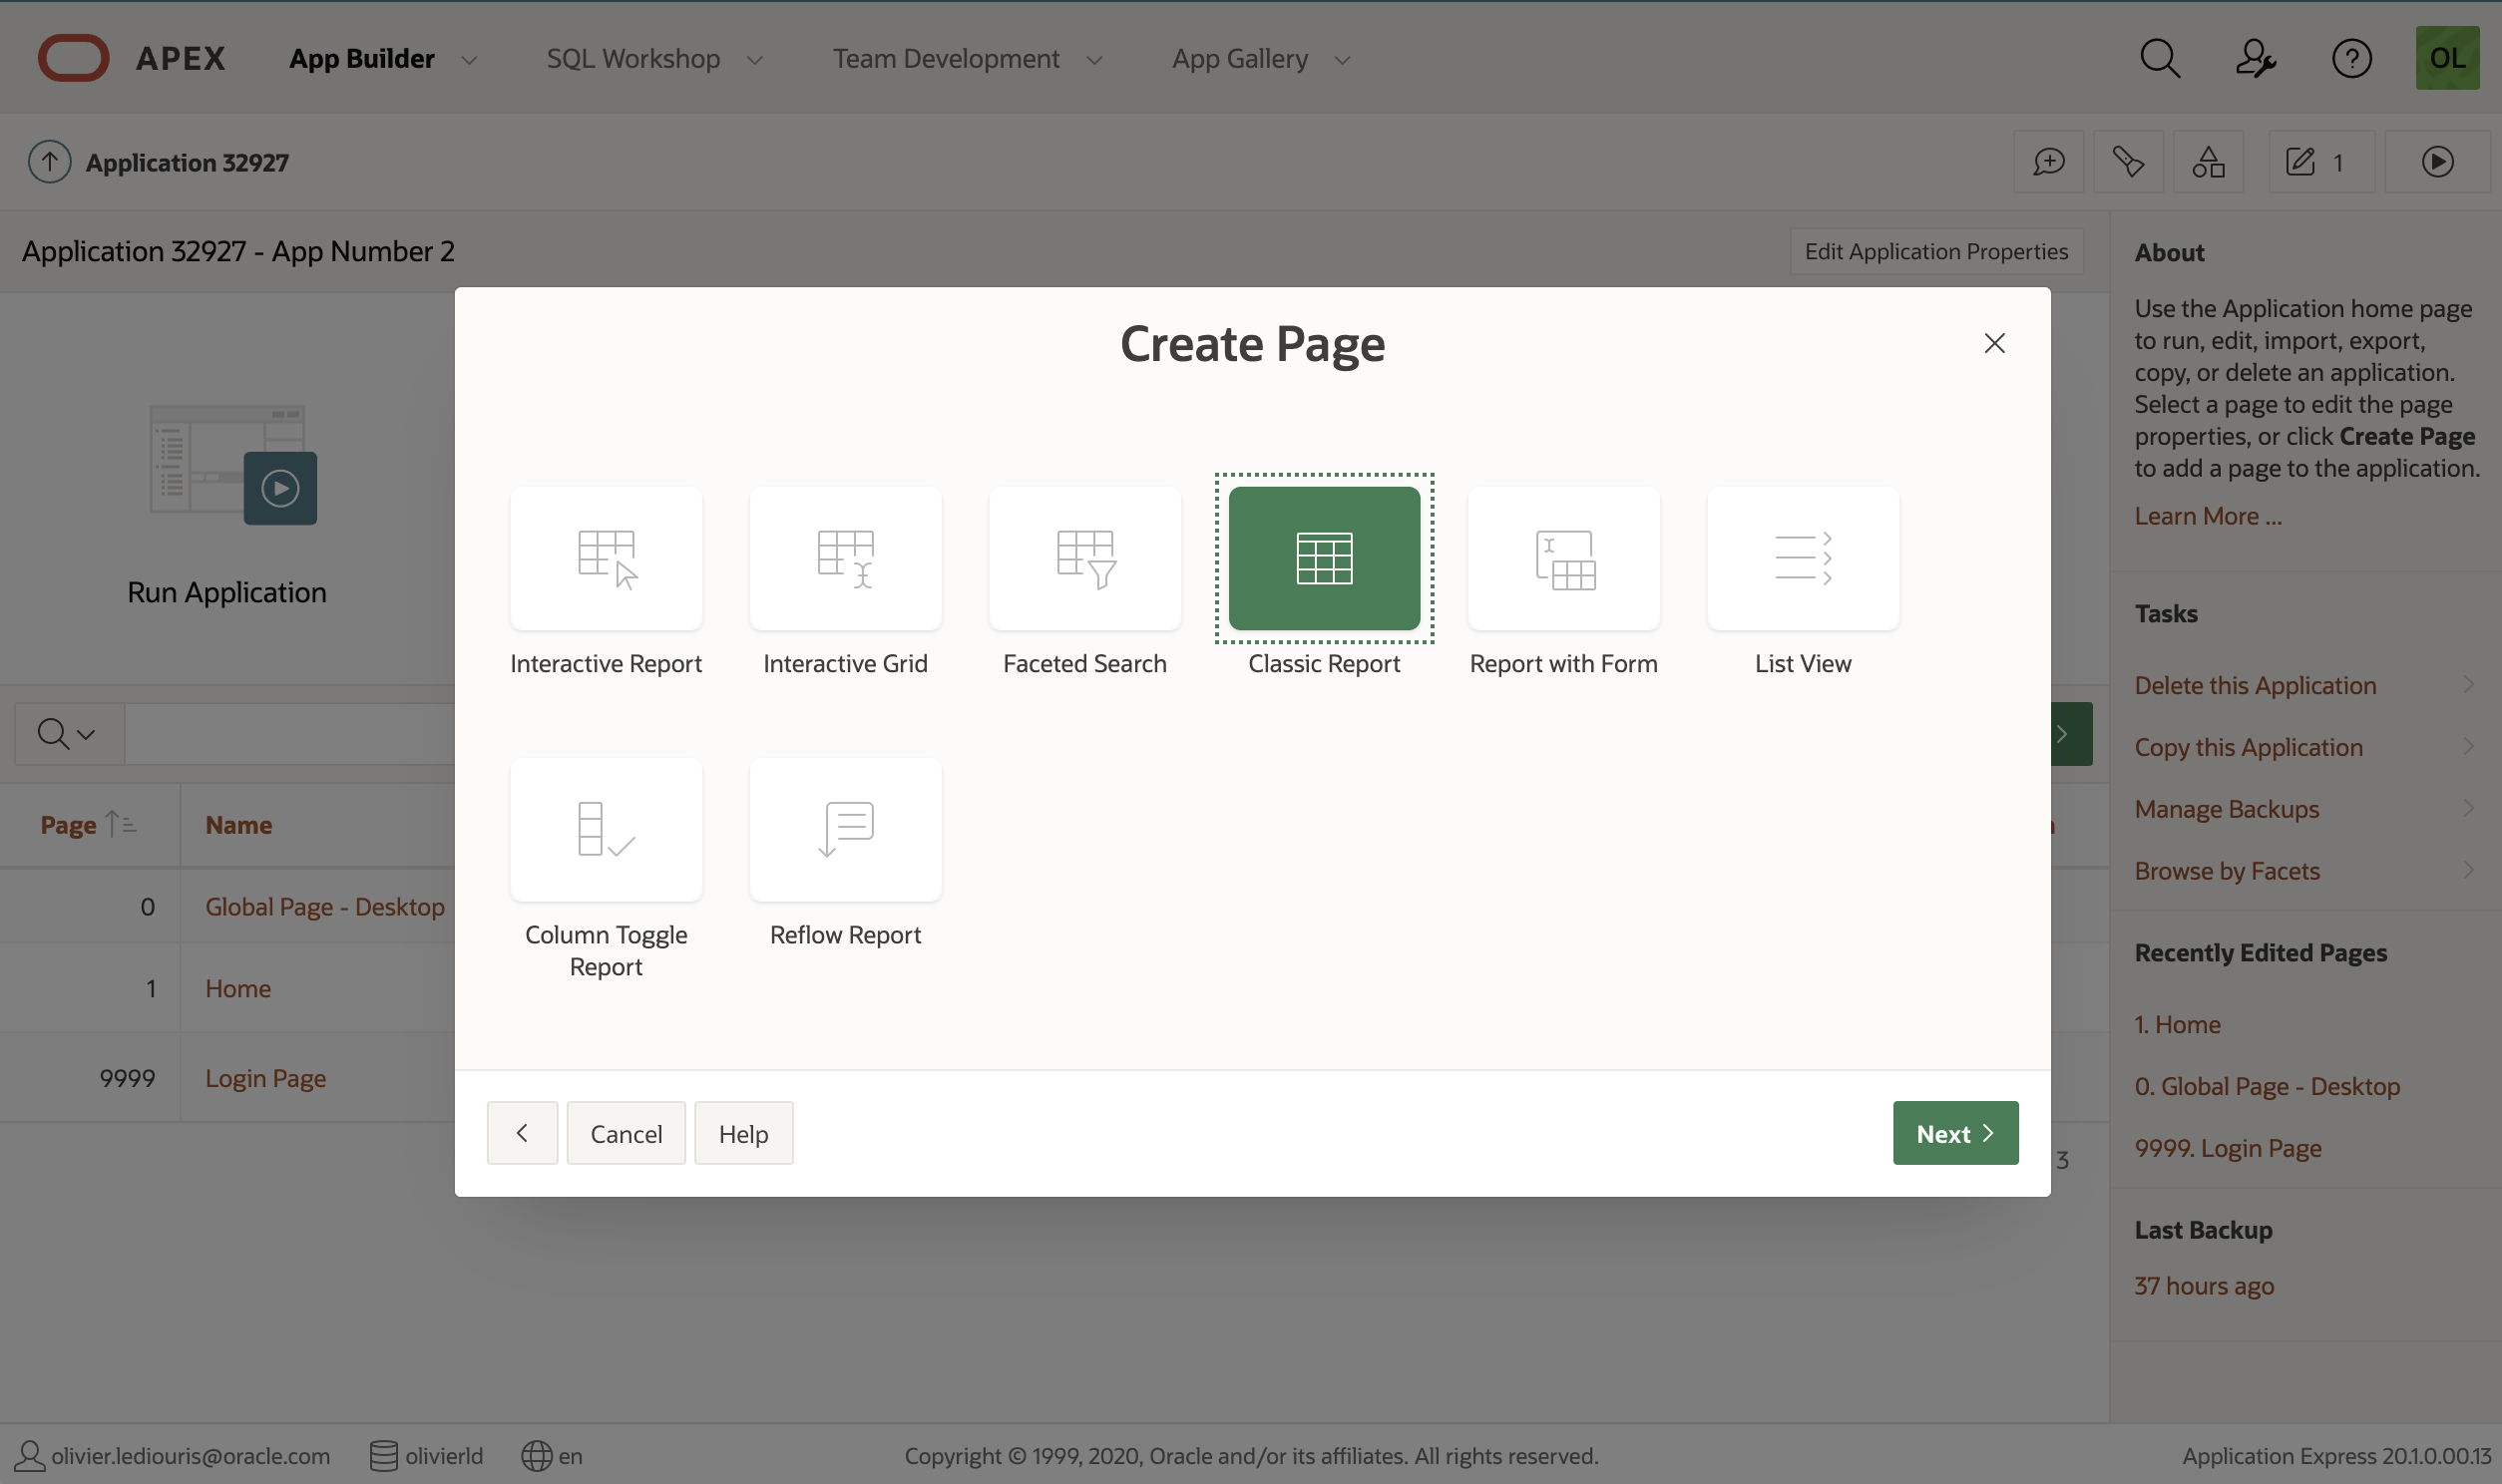 APEX App Builder SQL Workshop Team Development App Gallery OL
Application 32927
1
Application 32927 - App Number 2
Edit Application Properties
Run Application
Page Name
0 Global Page - Desktop
1 Home
9999 Login Page
3
Create Page
Interactive Report Interactive Grid Faceted Search Classic Report Report with Form List View
Column Toggle
Report
Reflow Report
Cancel Help Next
About
Use the Application home page
to run, edit, import, export,
copy, or delete an application.
Select a page to edit the page
properties, or click Create Page
to add a page to the application.
Learn More ...
Tasks
Delete this Application
Copy this Application
Manage Backups
Browse by Facets
Recently Edited Pages
1. Home
0. Global Page - Desktop
9999. Login Page
Last Backup
37 hours ago
olivier.lediouris@oracle.com olivierld en Copyright © 1999, 2020, Oracle and/or its affiliates. All rights reserved. Application Express 20.1.0.00.13